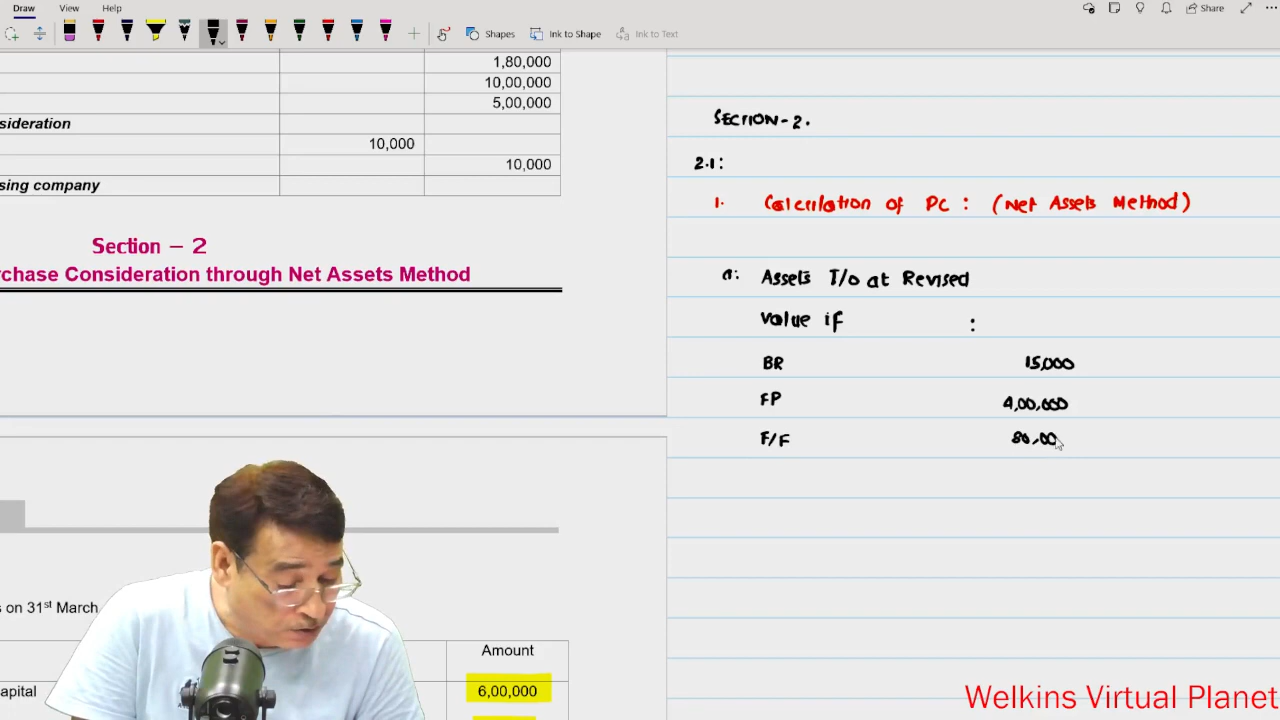 Draw View Help
Share
Shapes Ink to Shape Ink to Text
1,80,000
10,00,000
5,00,000
sideration
10,000
10,000
sing company
Section – 2
rchase Consideration through Net Assets Method
s on 31st March
Amount
apital 6,00,000
SECTION-2.
2.1:
1. Calculation of PC : (Net Assets Method)
a: Assets T/o at Revised
Value if :
BR 15,000
FP 4,00,000
F/F 80,00
Welkins Virtual Planet